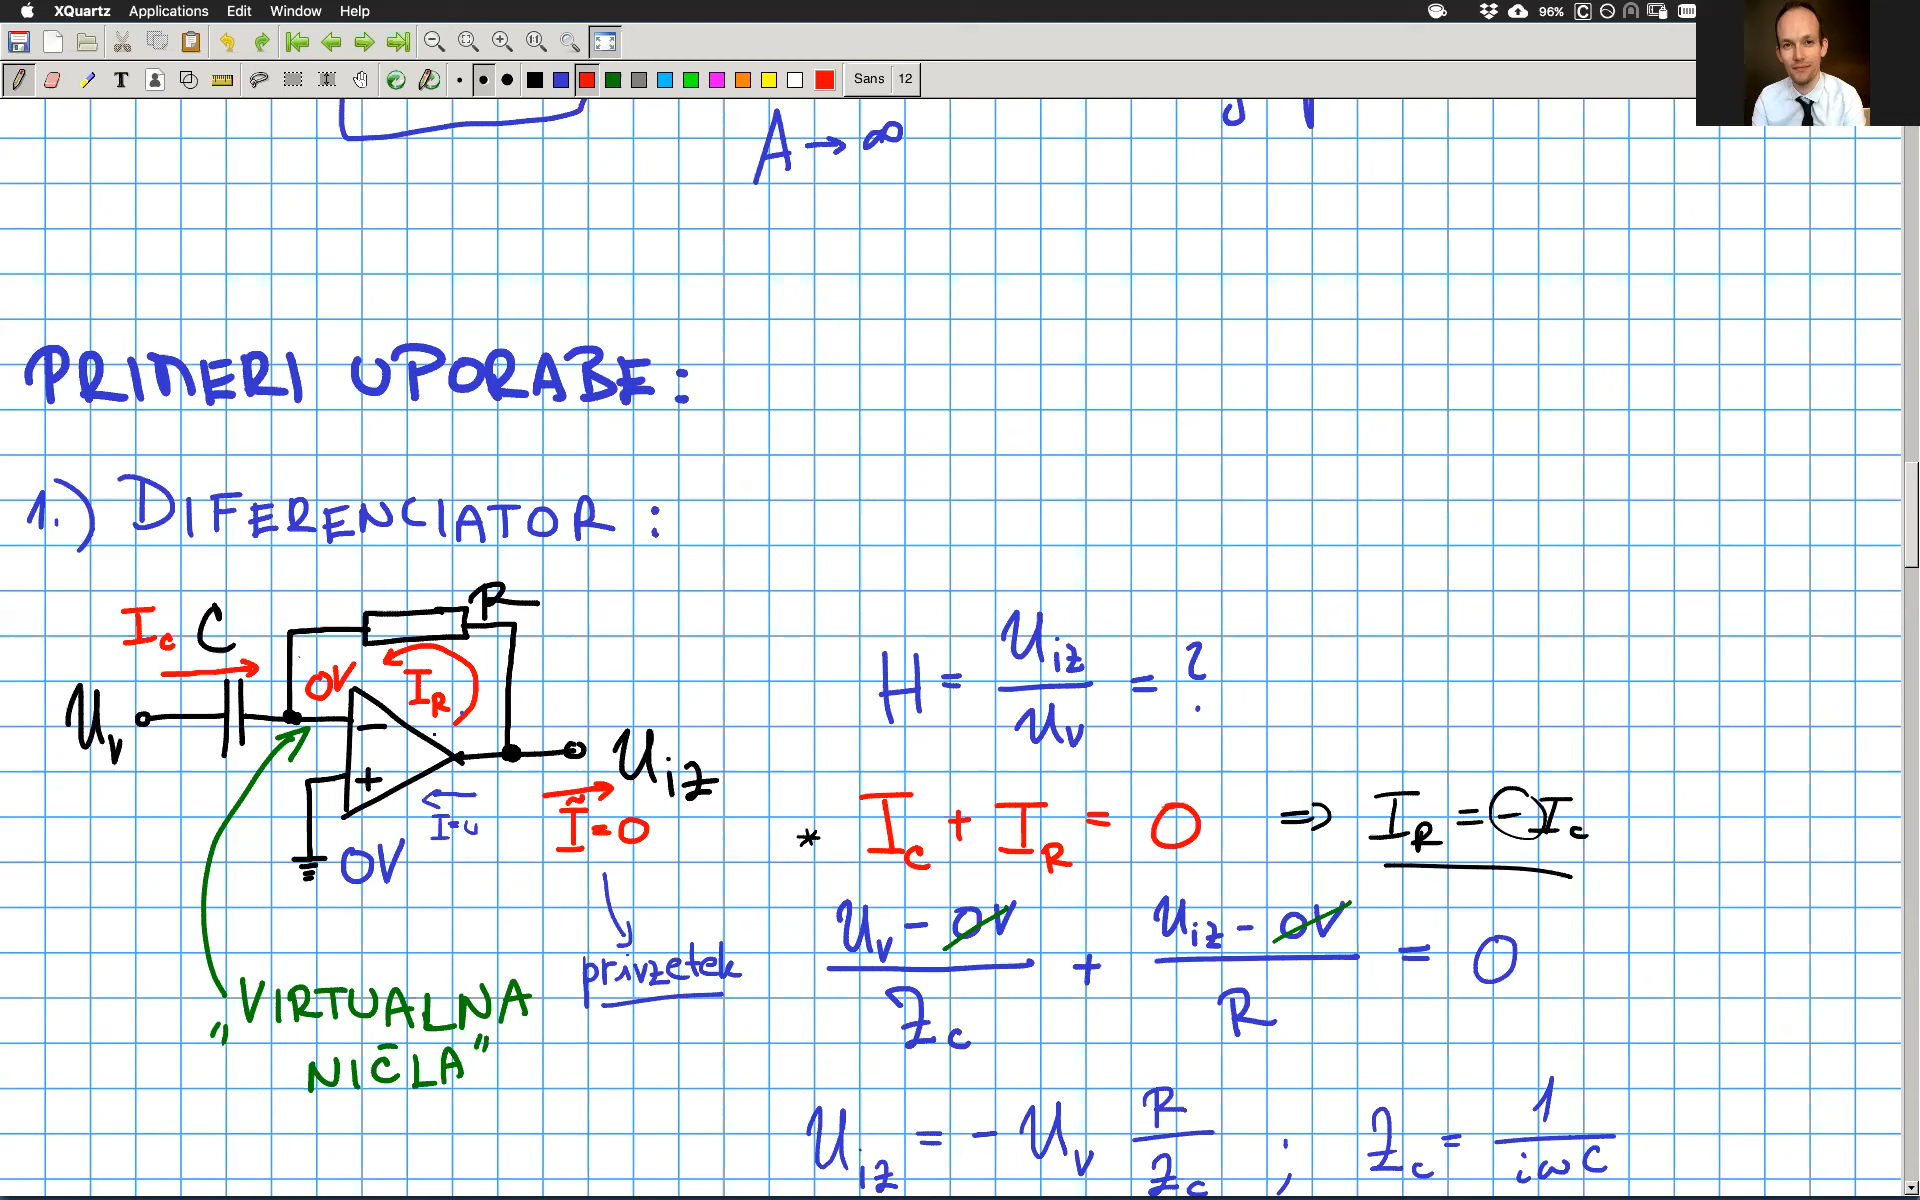 XQuartz Applications Edit Window Help 96%
Sans 12
A → ∞
PRIMERI UPORABE:
1.) DIFERENCIATOR:
I_C C R
0V I_R
U_v − +
U_iz
I=0 Ĩ=0
0V
privzetek
"VIRTUALNA
NIČLA"
H = U_iz / U_v = ?
* I_C + I_R = 0 ⇒ I_R = −I_C
(U_v − 0V) / Z_C + (U_iz − 0V) / R = 0
U_iz = − U_v R / Z_C ; Z_C = 1 / iωC